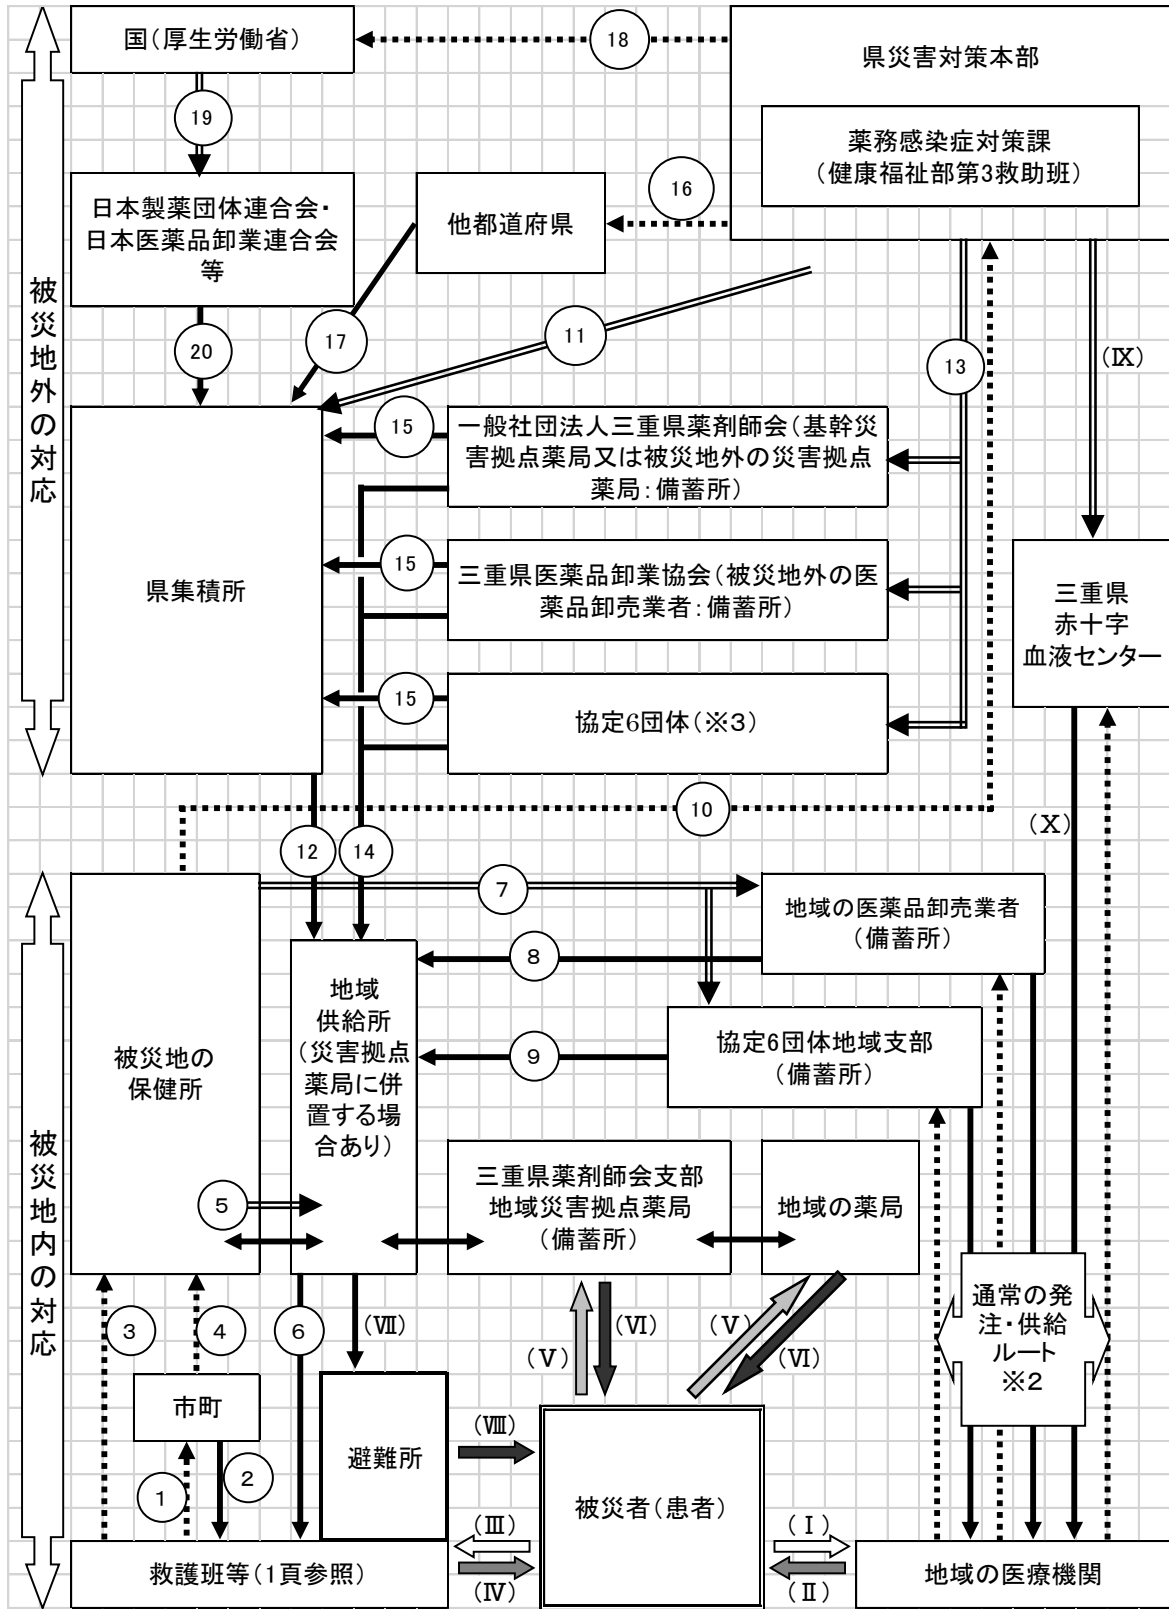 国（厚生労働省）
18
県災害対策本部
薬務感染症対策課
（健康福祉部第3救助班）
19
16
日本製薬団体連合会・
日本医薬品卸業連合会
等
他都道府県
被災地外の対応
20
17
11
13
（Ⅸ）
15
一般社団法人三重県薬剤師会（基幹災
害拠点薬局又は被災地外の災害拠点
薬局：備蓄所）
県集積所
15
三重県医薬品卸業協会（被災地外の医
薬品卸売業者：備蓄所）
三重県
赤十字
血液センター
15
協定6団体（※3）
10
（Ⅹ）
12
14
7
地域の医薬品卸売業者
（備蓄所）
8
地域
供給所
（災害拠点
薬局に併
置する場
合あり）
被災地の
保健所
9
協定6団体地域支部
（備蓄所）
被災地内の対応
5
三重県薬剤師会支部
地域災害拠点薬局
（備蓄所）
地域の薬局
通常の発
注・供給
ルート
※2
3
4
6
（Ⅶ）
（Ⅴ）
（Ⅵ）
（Ⅴ）
（Ⅵ）
市町
避難所
（Ⅷ）
1
2
被災者（患者）
（Ⅲ）
（Ⅳ）
（Ⅰ）
（Ⅱ）
救護班等（1頁参照）
地域の医療機関